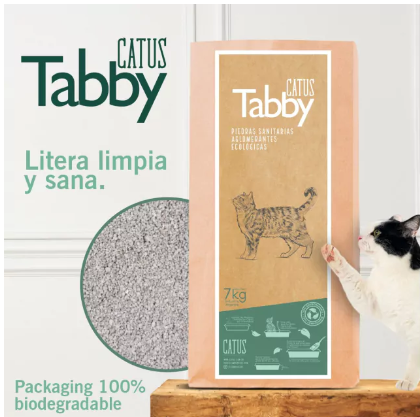 CATUS
Tabby
Litera limpia
y sana.
CATUS
Tabby
PIEDRAS SANITARIAS
AGLOMERANTES
ECOLÓGICAS
7kg
CATUS
Packaging 100%
biodegradable